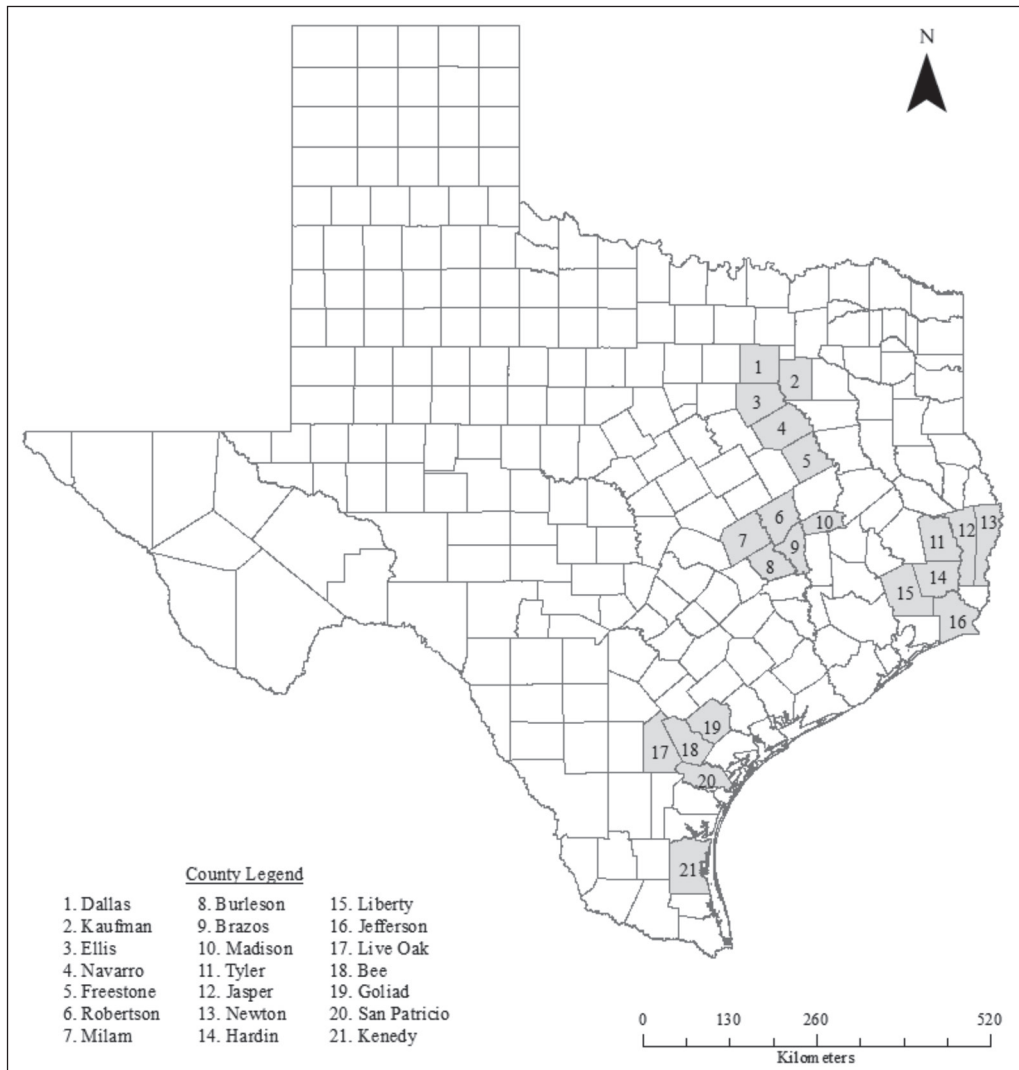 N
1
2
3
4
5
6
7
8
9
10
11
12
13
14
15
16
17
18
19
20
21
County Legend
1. Dallas
2. Kaufman
3. Ellis
4. Navarro
5. Freestone
6. Robertson
7. Milam
8. Burleson
9. Brazos
10. Madison
11. Tyler
12. Jasper
13. Newton
14. Hardin
15. Liberty
16. Jefferson
17. Live Oak
18. Bee
19. Goliad
20. San Patricio
21. Kenedy
0 130 260 520
Kilometers